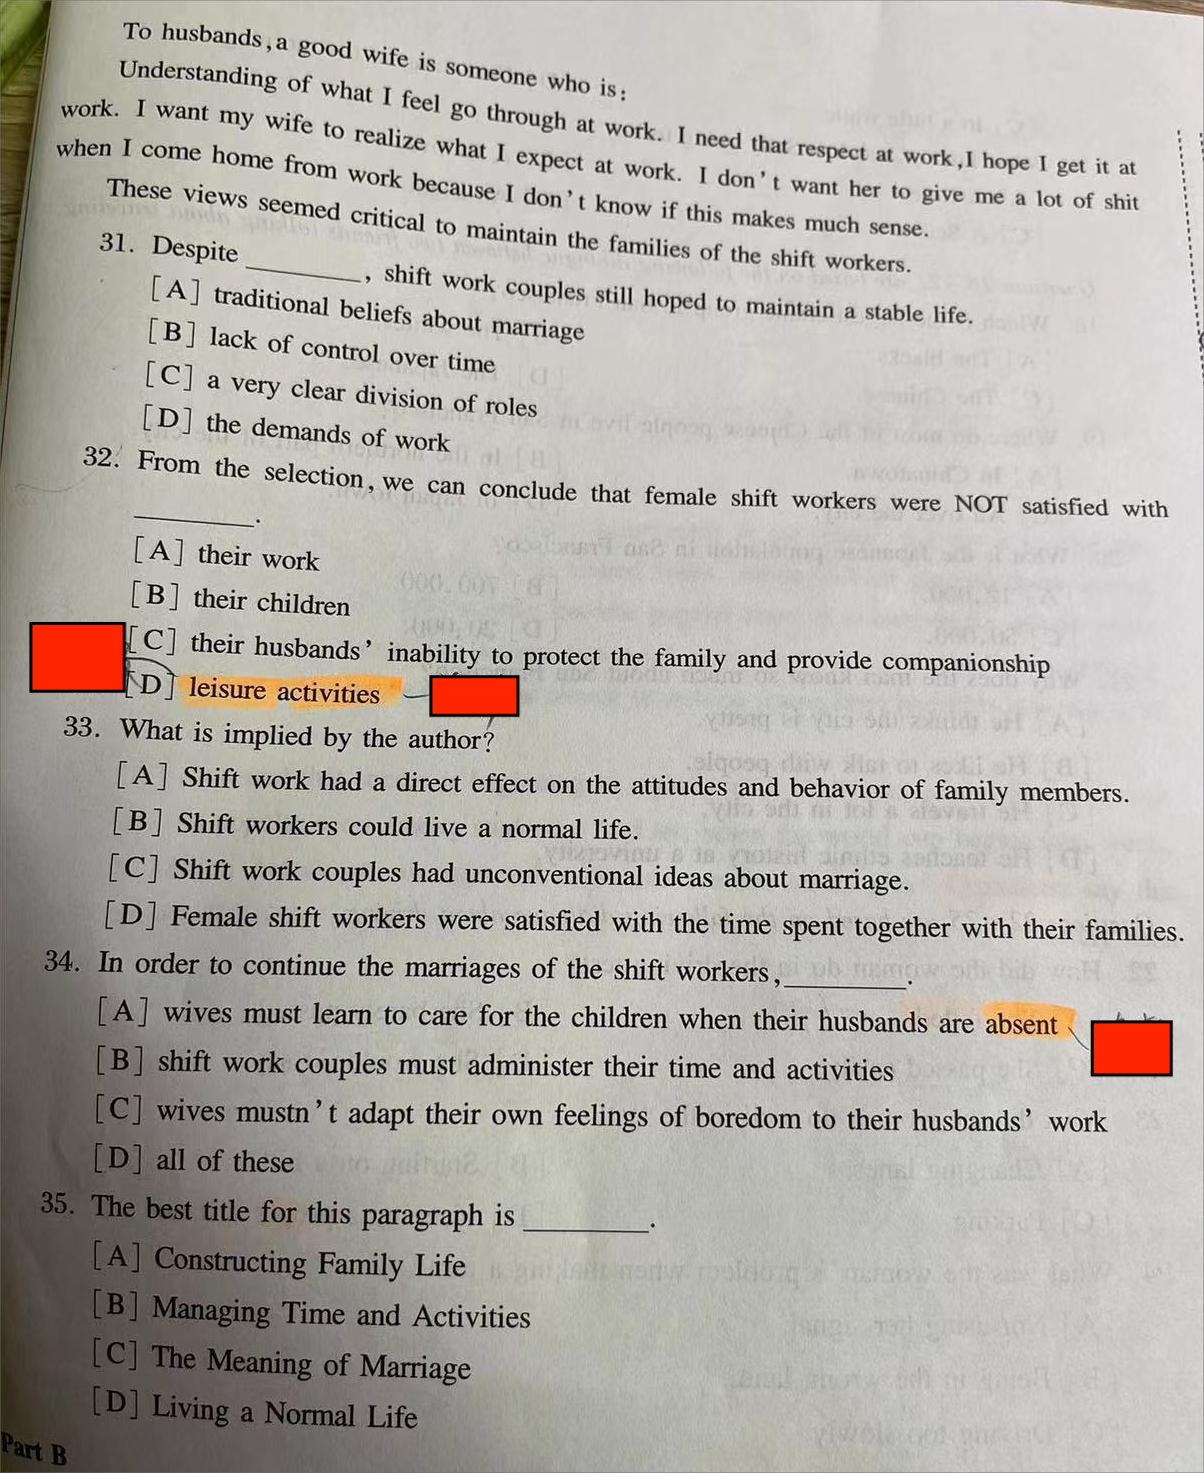 To husbands, a good wife is someone who is:
Understanding of what I feel go through at work. I need that respect at work, I hope I get it at
work. I want my wife to realize what I expect at work. I don't want her to give me a lot of shit
when I come home from work because I don't know if this makes much sense.
These views seemed critical to maintain the families of the shift workers.
31. Despite ________, shift work couples still hoped to maintain a stable life.
[A] traditional beliefs about marriage
[B] lack of control over time
[C] a very clear division of roles
[D] the demands of work
32. From the selection, we can conclude that female shift workers were NOT satisfied with
________.
[A] their work
[B] their children
[C] their husbands' inability to protect the family and provide companionship
[D] leisure activities
33. What is implied by the author?
[A] Shift work had a direct effect on the attitudes and behavior of family members.
[B] Shift workers could live a normal life.
[C] Shift work couples had unconventional ideas about marriage.
[D] Female shift workers were satisfied with the time spent together with their families.
34. In order to continue the marriages of the shift workers, ________.
[A] wives must learn to care for the children when their husbands are absent
[B] shift work couples must administer their time and activities
[C] wives mustn't adapt their own feelings of boredom to their husbands' work
[D] all of these
35. The best title for this paragraph is ________.
[A] Constructing Family Life
[B] Managing Time and Activities
[C] The Meaning of Marriage
[D] Living a Normal Life
Part B